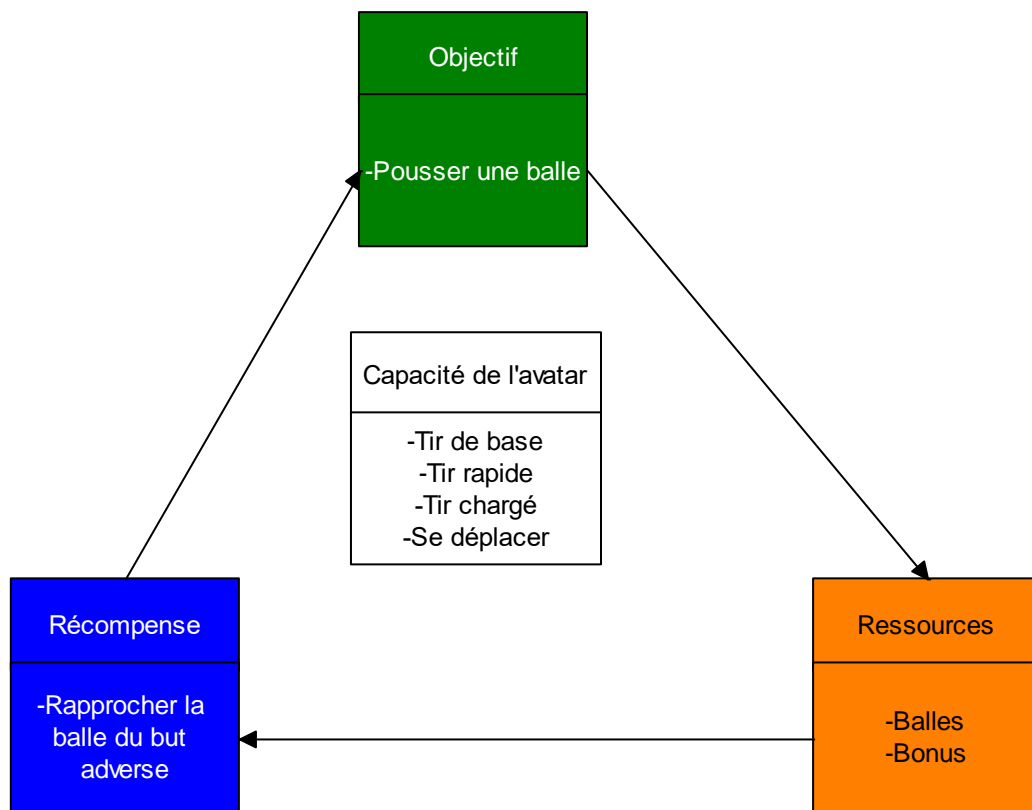 Objectif
-Pousser une balle
Capacité de l'avatar
-Tir de base
-Tir rapide
-Tir chargé
-Se déplacer
Récompense
-Rapprocher la
balle du but
adverse
Ressources
-Balles
-Bonus